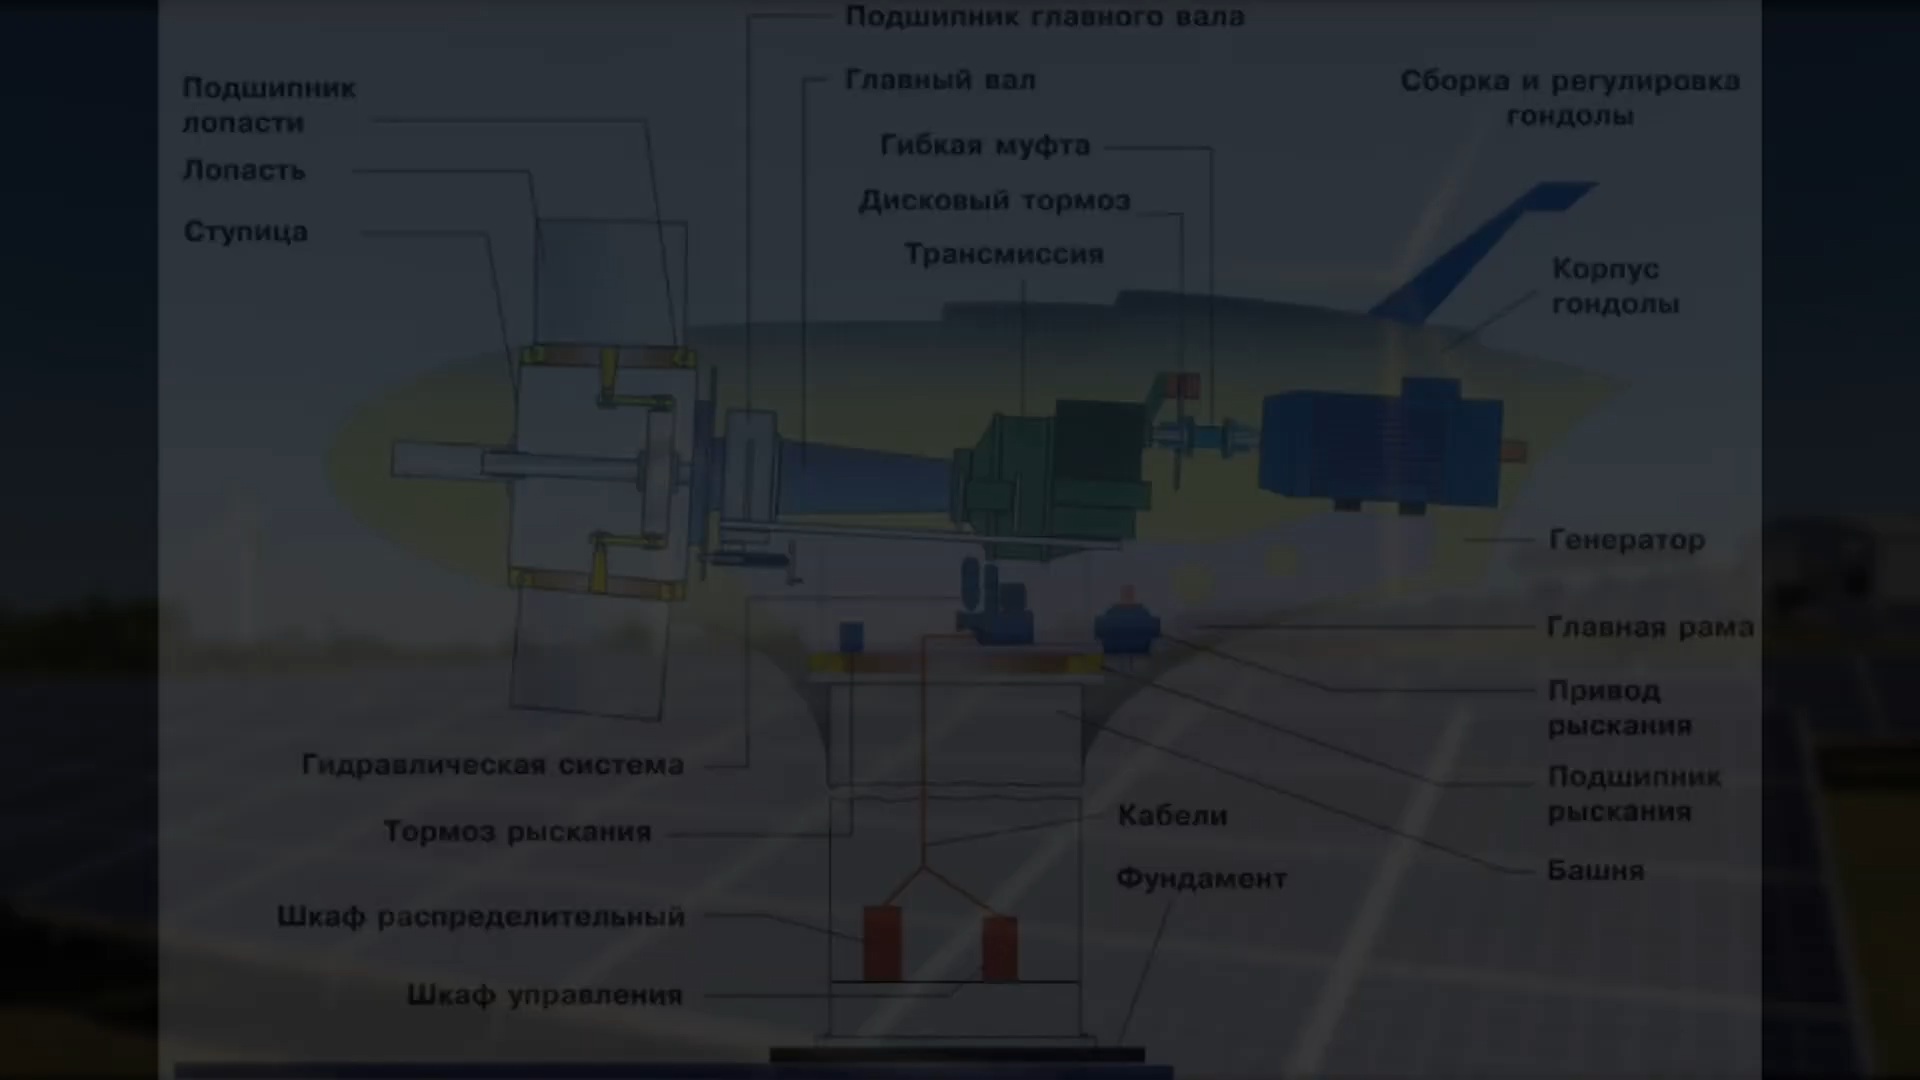 Подшипник главного вала
Подшипник
лопасти
Главный вал
Сборка и регулировка
гондолы
Гибкая муфта
Лопасть
Дисковый тормоз
Ступица
Трансмиссия
Корпус
гондолы
Генератор
Главная рама
Привод
рыскания
Гидравлическая система
Подшипник
рыскания
Тормоз рыскания
Кабели
Башня
Фундамент
Шкаф распределительный
Шкаф управления